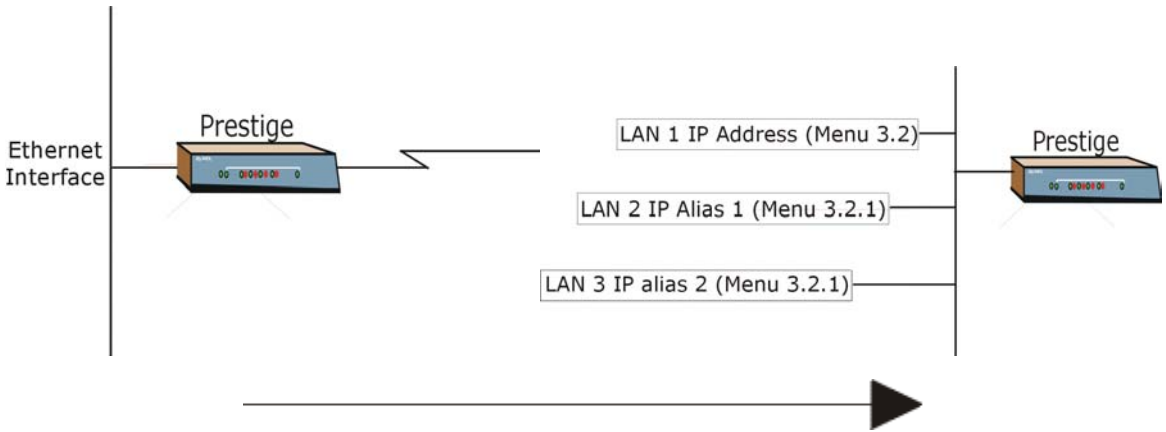 Prestige
Ethernet
Interface
LAN 1 IP Address (Menu 3.2)
Prestige
LAN 2 IP Alias 1 (Menu 3.2.1)
LAN 3 IP alias 2 (Menu 3.2.1)